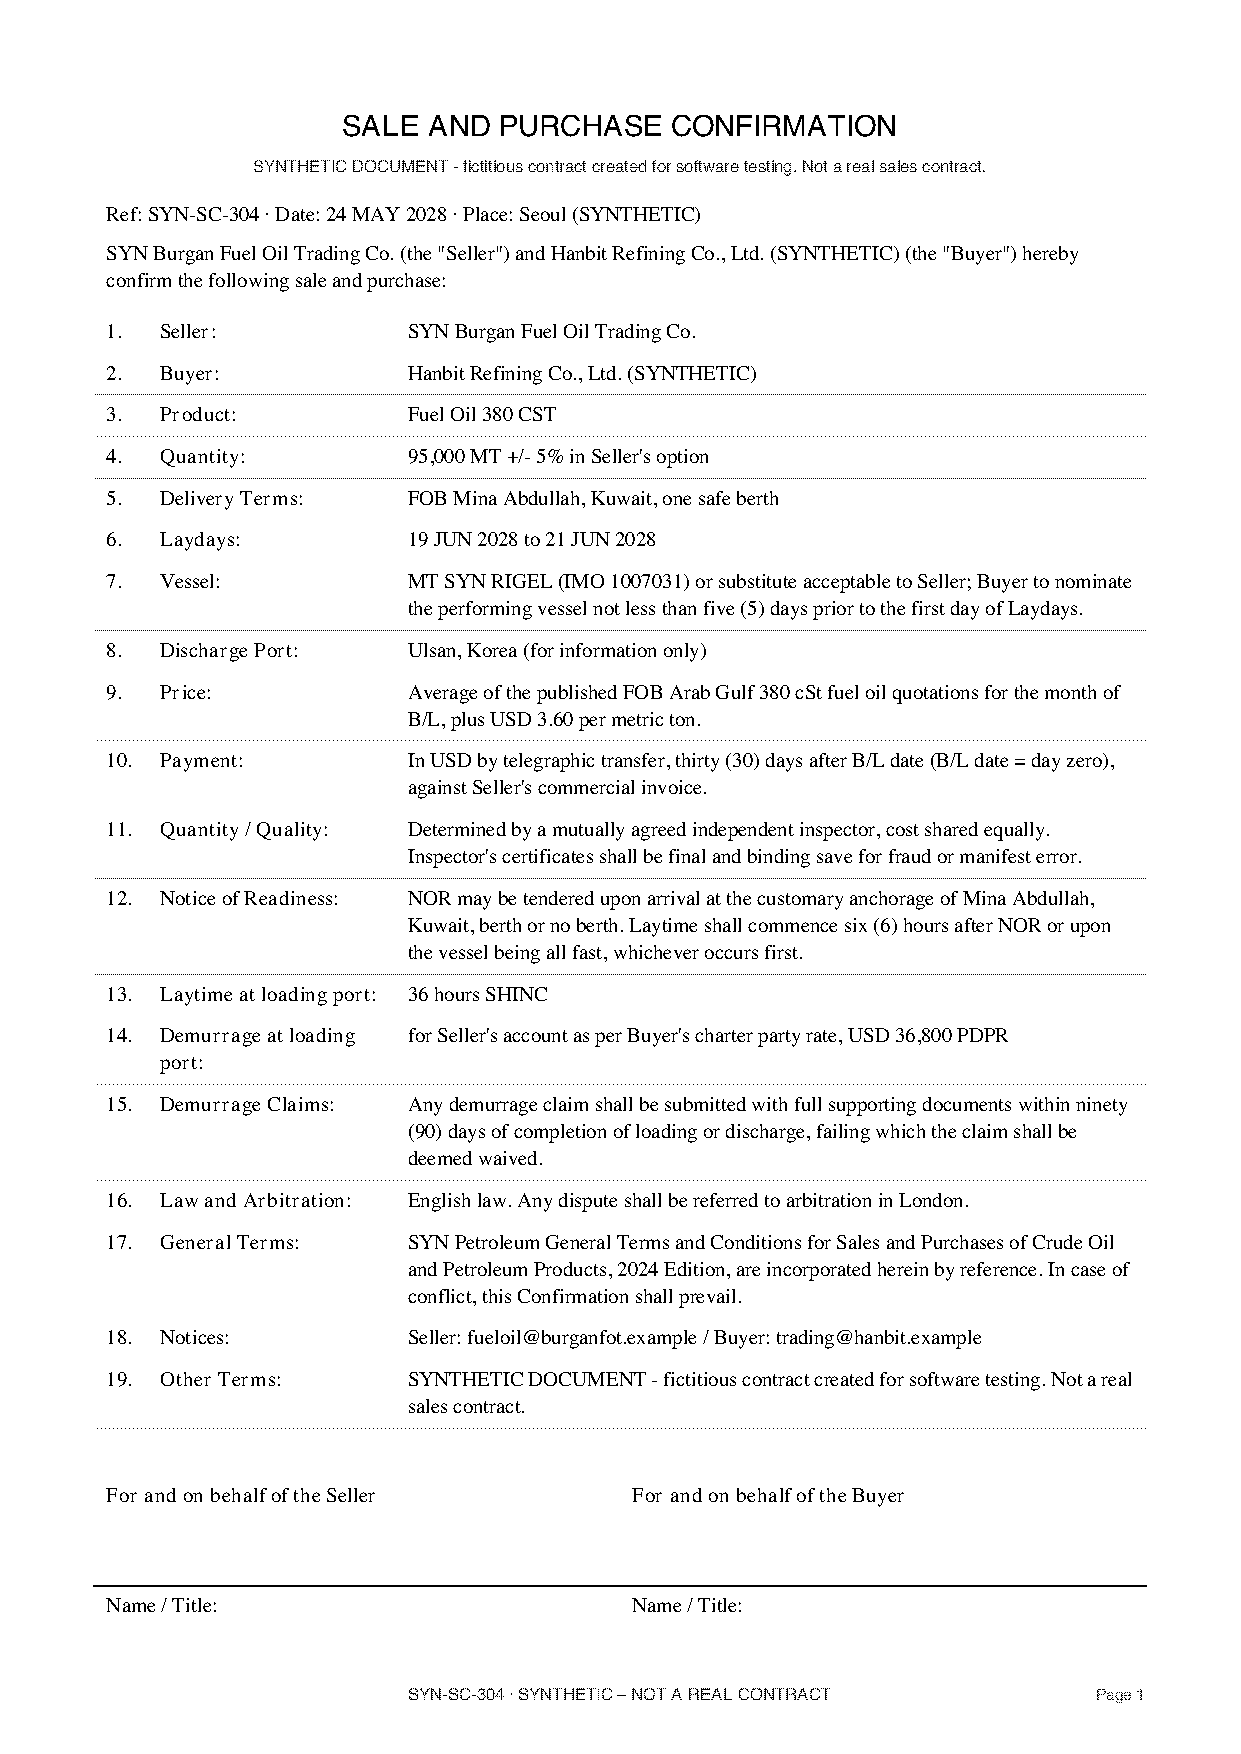 SALE AND PURCHASE CONFIRMATION
SYNTHETIC DOCUMENT - fictitious contract created for software testing. Not a real sales contract.
Ref: SYN-SC-304 · Date: 24 MAY 2028 · Place: Seoul (SYNTHETIC)
SYN Burgan Fuel Oil Trading Co. (the "Seller") and Hanbit Refining Co., Ltd. (SYNTHETIC) (the "Buyer") hereby
confirm the following sale and purchase:
1. Seller: SYN Burgan Fuel Oil Trading Co.
2. Buyer: Hanbit Refining Co., Ltd. (SYNTHETIC)
3. Product: Fuel Oil 380 CST
4. Quantity: 95,000 MT +/- 5% in Seller's option
5. Delivery Terms: FOB Mina Abdullah, Kuwait, one safe berth
6. Laydays: 19 JUN 2028 to 21 JUN 2028
7. Vessel: MT SYN RIGEL (IMO 1007031) or substitute acceptable to Seller; Buyer to nominate
the performing vessel not less than five (5) days prior to the first day of Laydays.
8. Discharge Port: Ulsan, Korea (for information only)
9. Price: Average of the published FOB Arab Gulf 380 cSt fuel oil quotations for the month of
B/L, plus USD 3.60 per metric ton.
10. Payment: In USD by telegraphic transfer, thirty (30) days after B/L date (B/L date = day zero),
against Seller's commercial invoice.
11. Quantity / Quality: Determined by a mutually agreed independent inspector, cost shared equally.
Inspector's certificates shall be final and binding save for fraud or manifest error.
12. Notice of Readiness: NOR may be tendered upon arrival at the customary anchorage of Mina Abdullah,
Kuwait, berth or no berth. Laytime shall commence six (6) hours after NOR or upon
the vessel being all fast, whichever occurs first.
13. Laytime at loading port: 36 hours SHINC
14. Demurrage at loading for Seller's account as per Buyer's charter party rate, USD 36,800 PDPR
port:
15. Demurrage Claims: Any demurrage claim shall be submitted with full supporting documents within ninety
(90) days of completion of loading or discharge, failing which the claim shall be
deemed waived.
16. Law and Arbitration: English law. Any dispute shall be referred to arbitration in London.
17. General Terms: SYN Petroleum General Terms and Conditions for Sales and Purchases of Crude Oil
and Petroleum Products, 2024 Edition, are incorporated herein by reference. In case of
conflict, this Confirmation shall prevail.
18. Notices: Seller: fueloil@burganfot.example / Buyer: trading@hanbit.example
19. Other Terms: SYNTHETIC DOCUMENT - fictitious contract created for software testing. Not a real
sales contract.
For and on behalf of the Seller For and on behalf of the Buyer
Name / Title: Name / Title:
SYN-SC-304 · SYNTHETIC – NOT A REAL CONTRACT Page 1